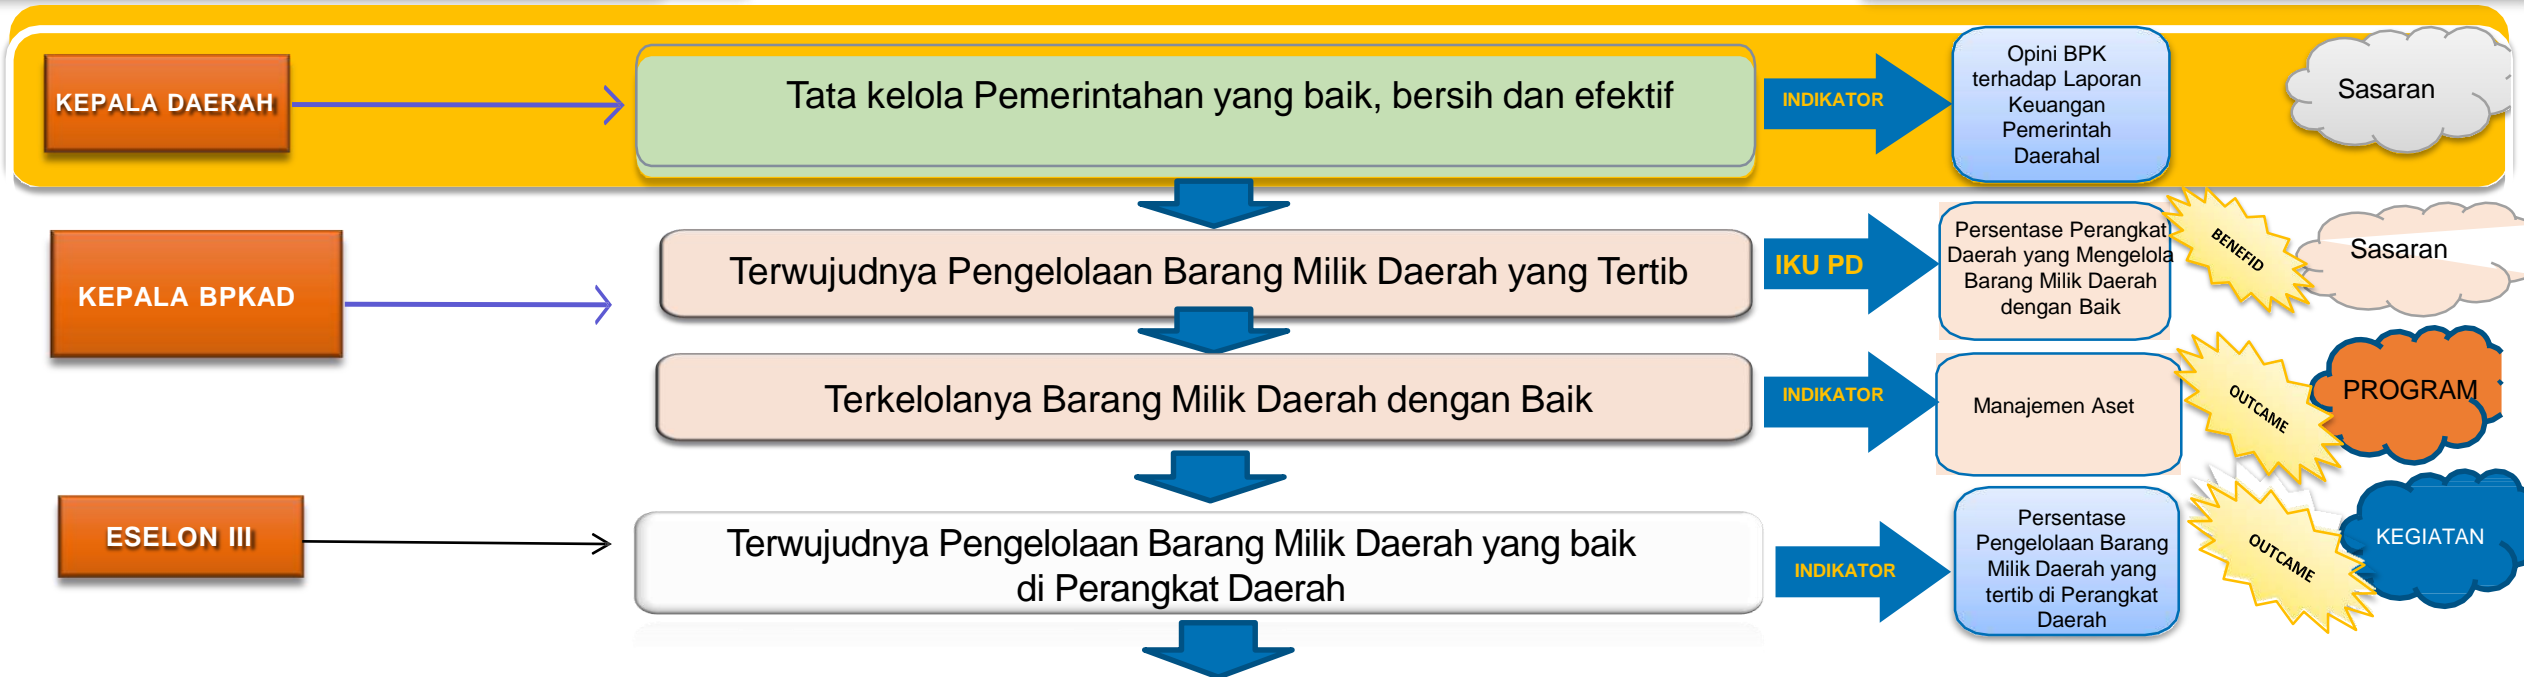 KEPALA DAERAH
Tata kelola Pemerintahan yang baik, bersih dan efektif
INDIKATOR
Opini BPK
terhadap Laporan
Keuangan
Pemerintah
Daerahal
Sasaran
KEPALA BPKAD
Terwujudnya Pengelolaan Barang Milik Daerah yang Tertib
IKU PD
Persentase Perangkat
Daerah yang Mengelola
Barang Milik Daerah
dengan Baik
BENEFID
Sasaran
Terkelolanya Barang Milik Daerah dengan Baik
INDIKATOR
Manajemen Aset
OUTCAME
PROGRAM
ESELON III
Terwujudnya Pengelolaan Barang Milik Daerah yang baik
di Perangkat Daerah
INDIKATOR
Persentase
Pengelolaan Barang
Milik Daerah yang
tertib di Perangkat
Daerah
OUTCAME
KEGIATAN